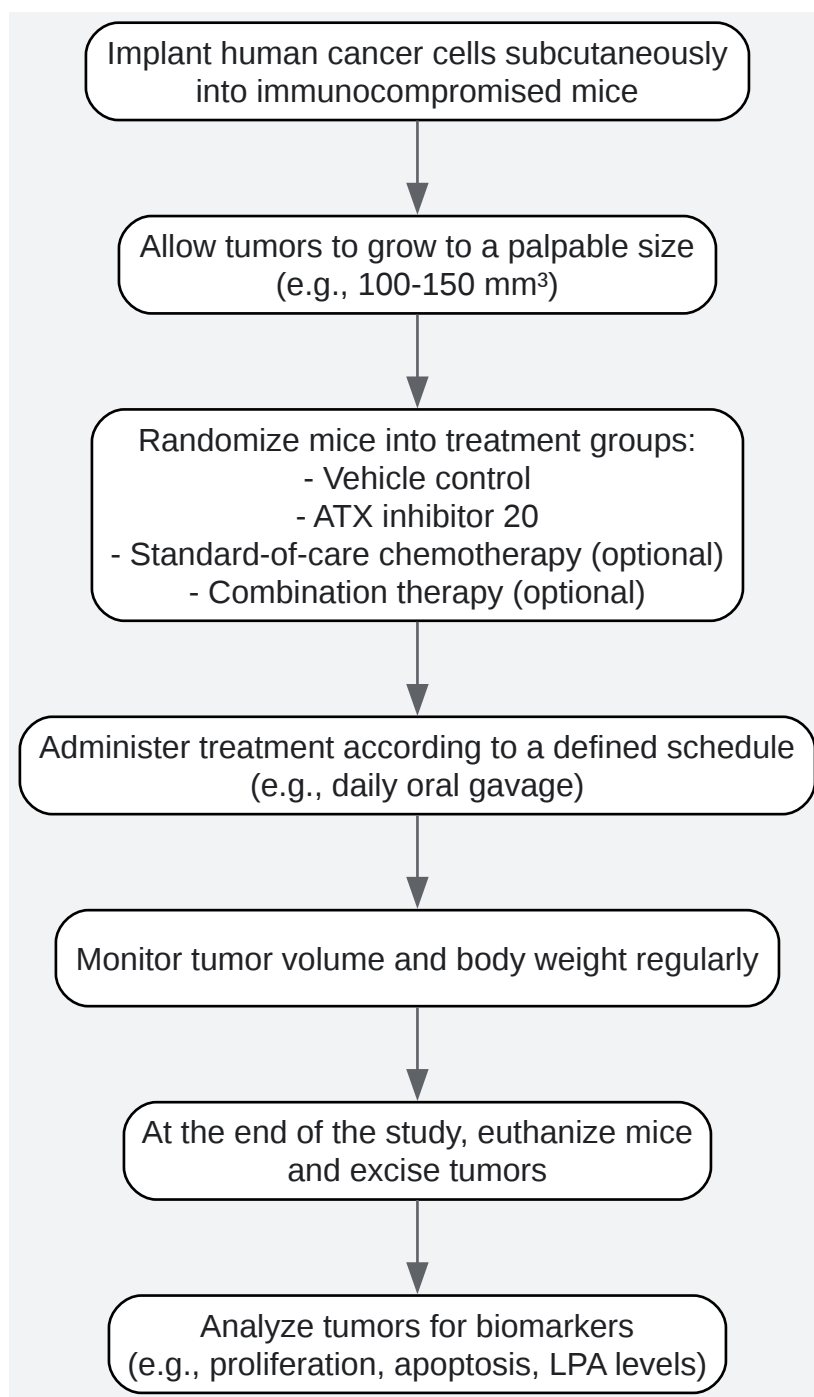 Implant human cancer cells subcutaneously
into immunocompromised mice
Allow tumors to grow to a palpable size
(e.g., 100-150 mm³)
Randomize mice into treatment groups:
- Vehicle control
- ATX inhibitor 20
- Standard-of-care chemotherapy (optional)
- Combination therapy (optional)
Administer treatment according to a defined schedule
(e.g., daily oral gavage)
Monitor tumor volume and body weight regularly
At the end of the study, euthanize mice
and excise tumors
Analyze tumors for biomarkers
(e.g., proliferation, apoptosis, LPA levels)